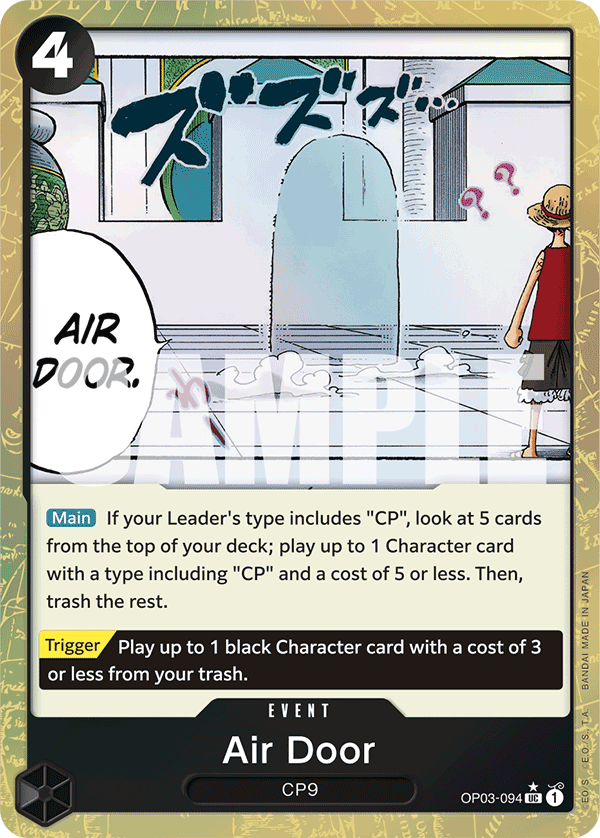 4
ズズズ…
? ?
AIR
DOOR.
SAMPLE
Main If your Leader's type includes "CP", look at 5 cards
from the top of your deck; play up to 1 Character card
with a type including "CP" and a cost of 5 or less. Then,
trash the rest.
Trigger Play up to 1 black Character card with a cost of 3
or less from your trash.
EVENT
Air Door
CP9
OP03-094 UC 1
©E.O./S., T.A. BANDAI MADE IN JAPAN